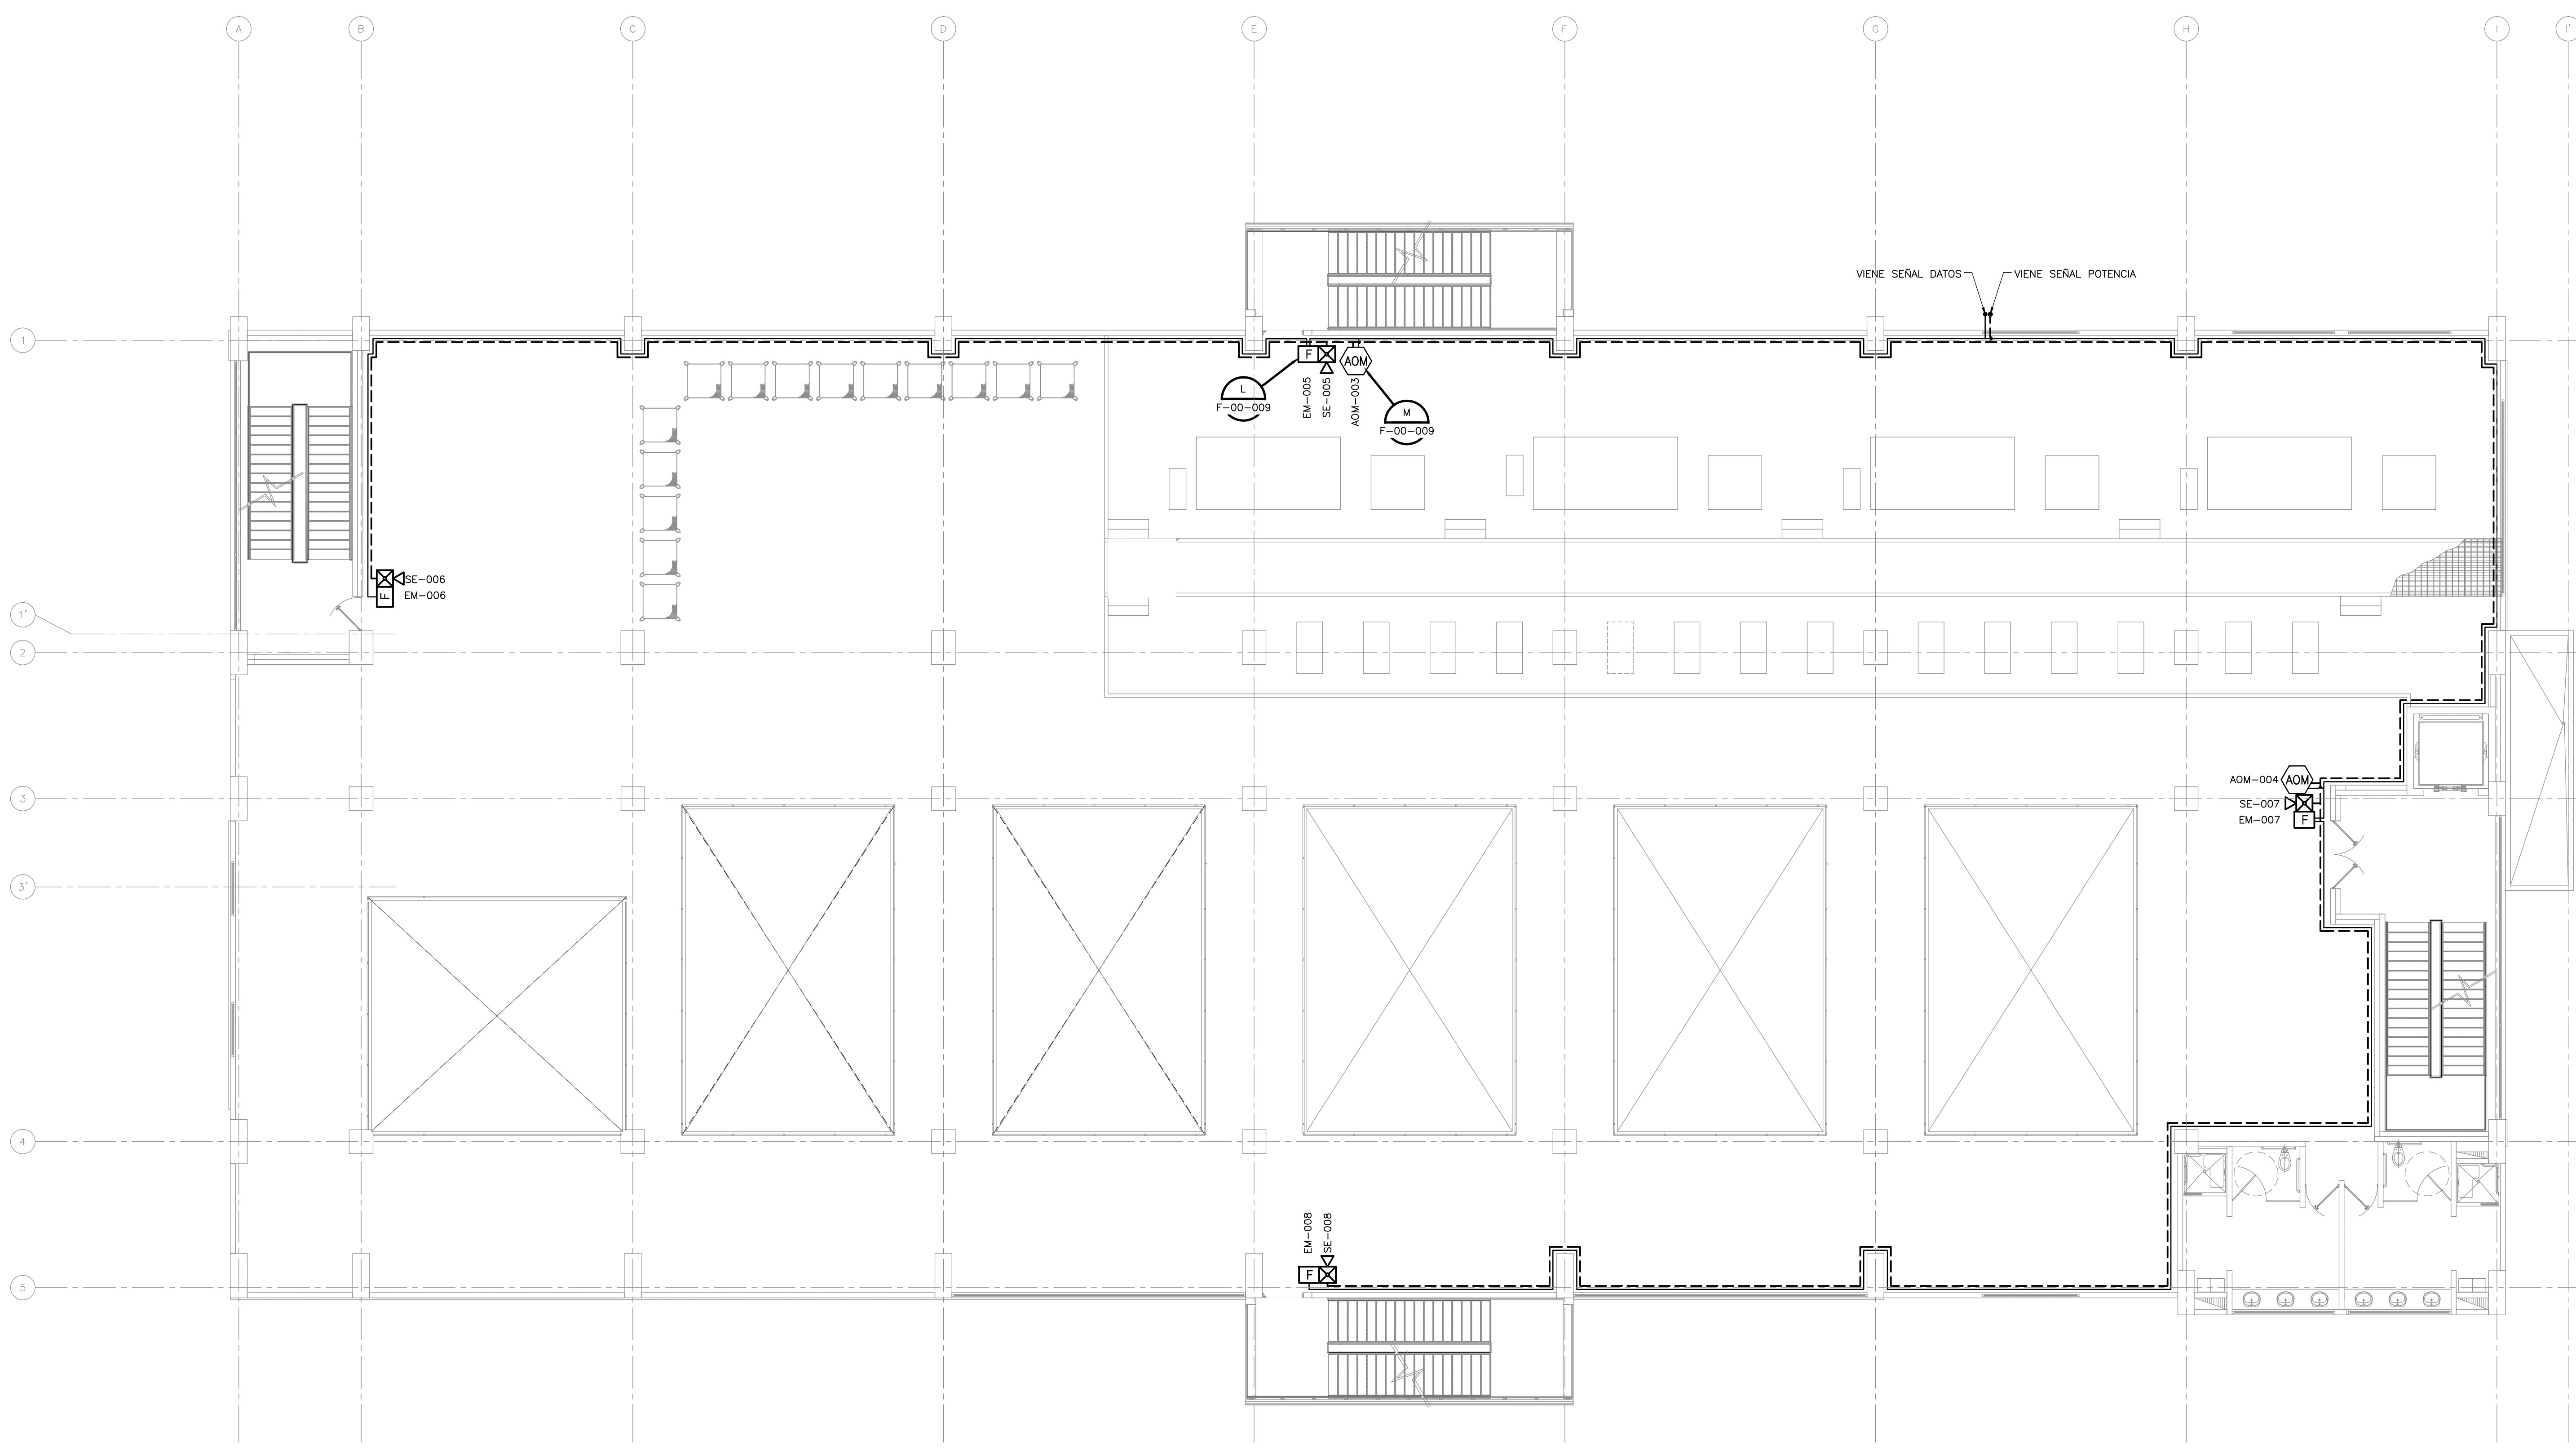 A
B
C
D
E
F
G
H
I
I'
VIENE SEÑAL DATOS
VIENE SEÑAL POTENCIA
1
F
AOM
L
F-00-009
EM-005
SE-005
AOM-003
M
F-00-009
SE-006
F
EM-006
1'
2
AOM-004
AOM
3
SE-007
EM-007
F
3'
4
EM-008
SE-008
F
5